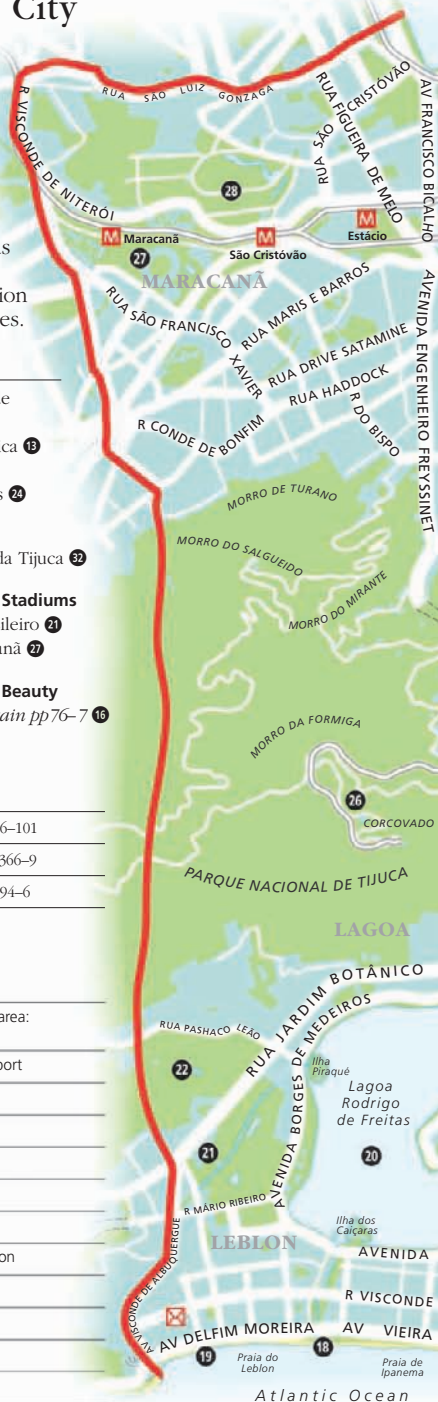 City
RUA SÃO LUIZ GONZAGA
R VISCONDE DE NITERÓI
RUA SÃO CRISTÓVÃO
RUA FIGUEIRA DE MELO
AV FRANCISCO BICALHO
28
M Maracanã
27
M
São Cristóvão
M
Estácio
MARACANÃ
ion
es.
RUA SÃO FRANCISCO XAVIER
RUA MARIS E BARROS
RUA DRIVE SATAMINE
RUA HADDOCK
R DO BISPO
AVENIDA ENGENHEIRO FREYSSINET
R CONDE DE BONFIM
ca 13
s 24
da Tijuca 32
Stadiums
ileiro 21
nã 27
Beauty
ain pp76–7 16
MORRO DE TURANO
MORRO DO SALGUEIDO
MORRO DO MIRANTE
MORRO DA FORMIGA
26
CORCOVADO
6–101
366–9
94–6
PARQUE NACIONAL DE TIJUCA
LAGOA
area:
port
on
RUA PASHACO LEÃO
RUA JARDIM BOTÂNICO
AVENIDA BORGES DE MEDEIROS
22
Ilha
Piraqué
Lagoa
Rodrigo
de Freitas
21
20
R MÁRIO RIBEIRO
Ilha dos
Caiçaras
LEBLON
AVENIDA
AV VISCONDE DE ALBUQUERGUE
R VISCONDE
AV DELFIM MOREIRA
AV VIEIRA
19
Praia do
Leblon
18
Praia de
Ipanema
Atlantic Ocean